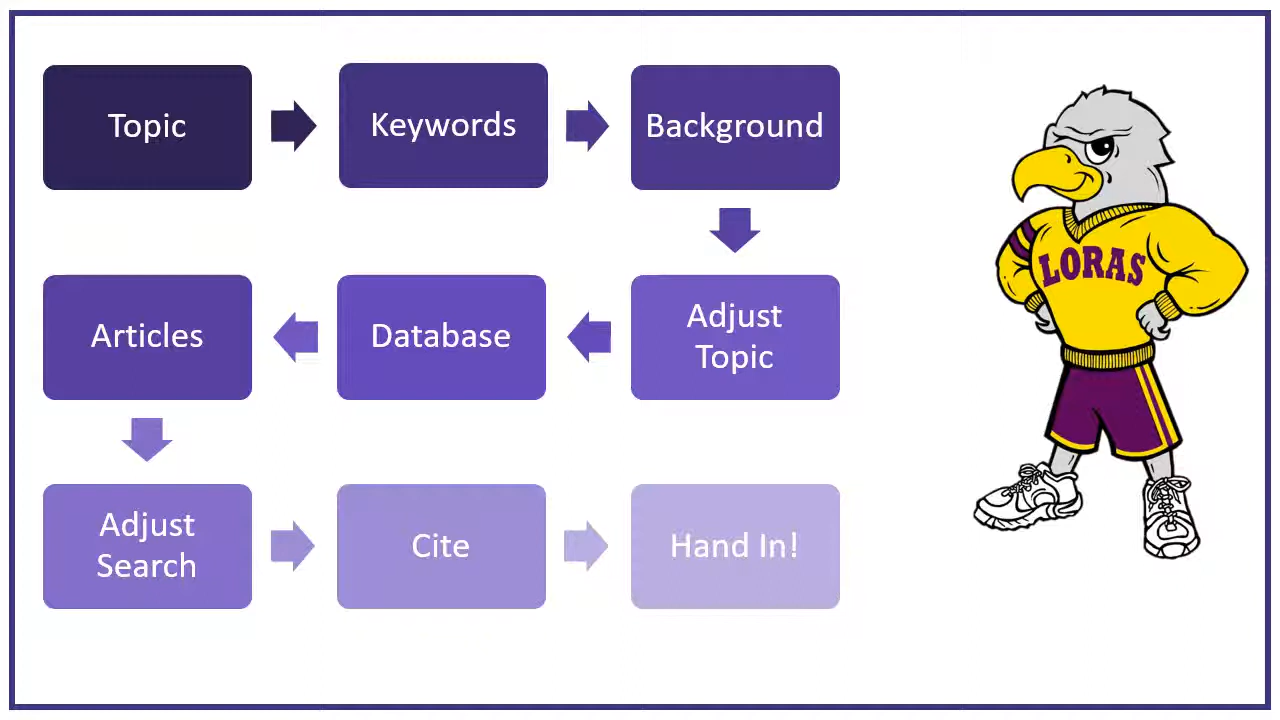 Topic
Keywords
Background
Adjust
Topic
Database
Articles
Adjust
Search
Cite
Hand In!
LORAS